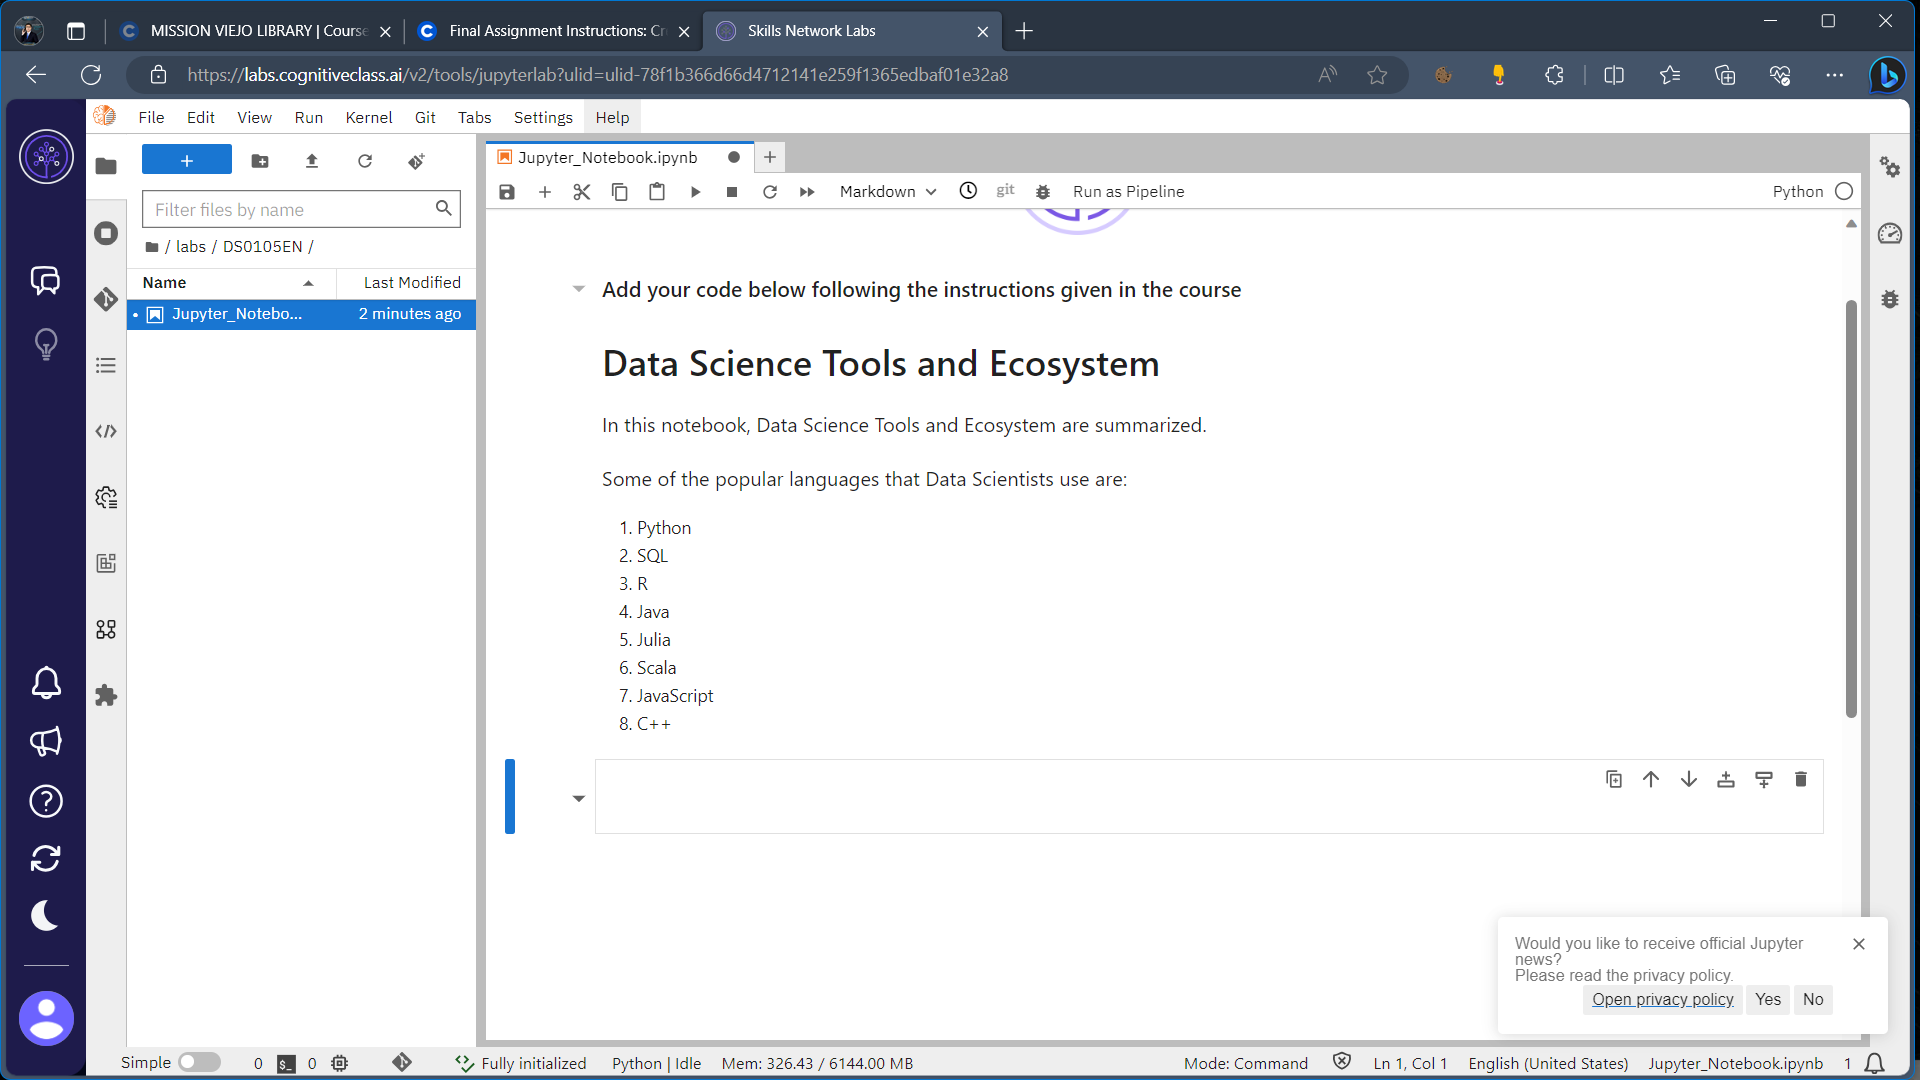 MISSION VIEJO LIBRARY | Course
Final Assignment Instructions: Cr
Skills Network Labs
https://labs.cognitiveclass.ai/v2/tools/jupyterlab?ulid=ulid-78f1b366d66d4712141e259f1365edbaf01e32a8
File Edit View Run Kernel Git Tabs Settings Help
Jupyter_Notebook.ipynb
Markdown
git
Run as Pipeline
Python
Filter files by name
/ labs / DS0105EN /
Name Last Modified
Jupyter_Notebo... 2 minutes ago
Add your code below following the instructions given in the course
Data Science Tools and Ecosystem
In this notebook, Data Science Tools and Ecosystem are summarized.
Some of the popular languages that Data Scientists use are:
1. Python
2. SQL
3. R
4. Java
5. Julia
6. Scala
7. JavaScript
8. C++
Would you like to receive official Jupyter
news?
Please read the privacy policy.
Open privacy policy Yes No
Simple 0 0 Fully initialized Python | Idle Mem: 326.43 / 6144.00 MB Mode: Command Ln 1, Col 1 English (United States) Jupyter_Notebook.ipynb 1